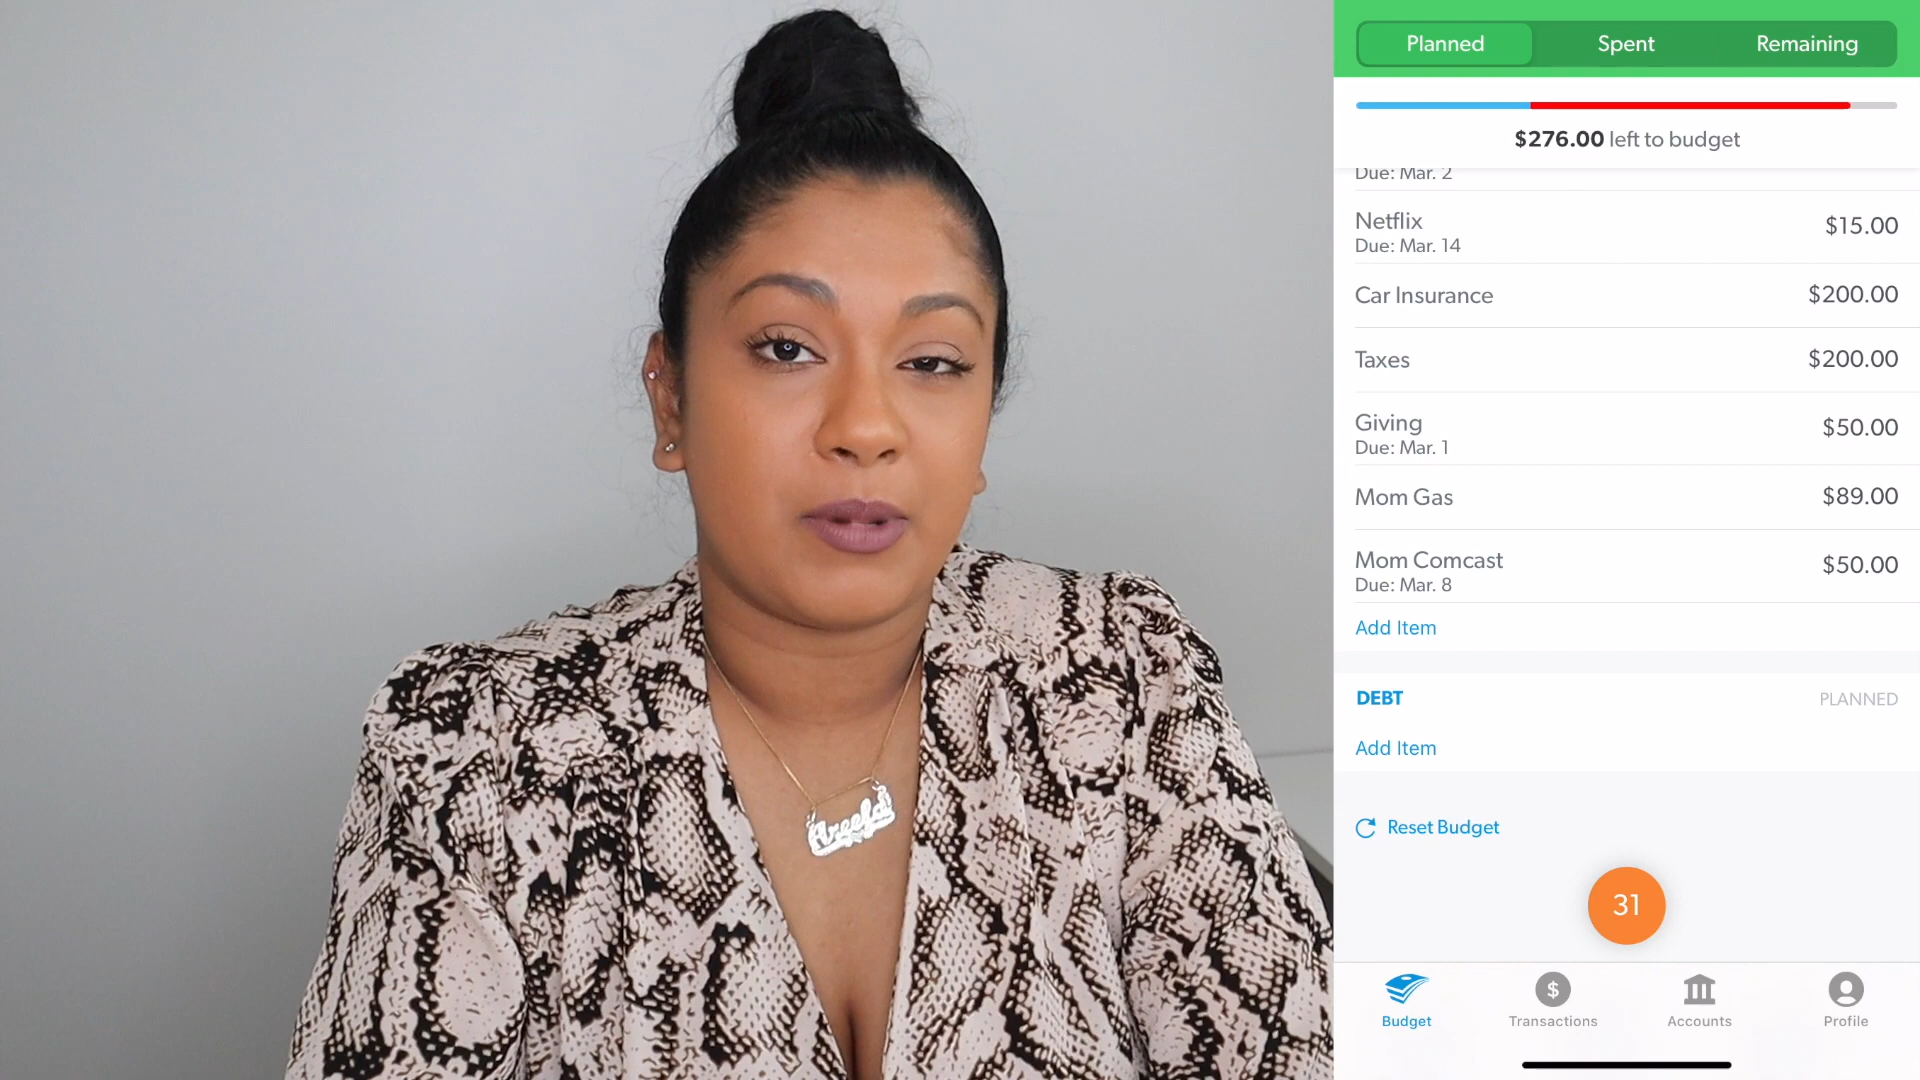 Planned Spent Remaining
$276.00 left to budget
Due: Mar. 2
Netflix $15.00
Due: Mar. 14
Car Insurance $200.00
Taxes $200.00
Giving $50.00
Due: Mar. 1
Mom Gas $89.00
Mom Comcast $50.00
Due: Mar. 8
Add Item
DEBT PLANNED
Add Item
Reset Budget
31
$
Budget Transactions Accounts Profile
Areefa